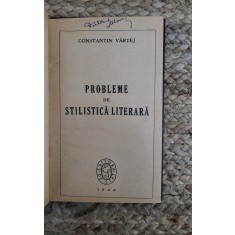 CONSTANTIN VÂRTEJ
PROBLEME
DE
STILISTICĂ LITERARĂ